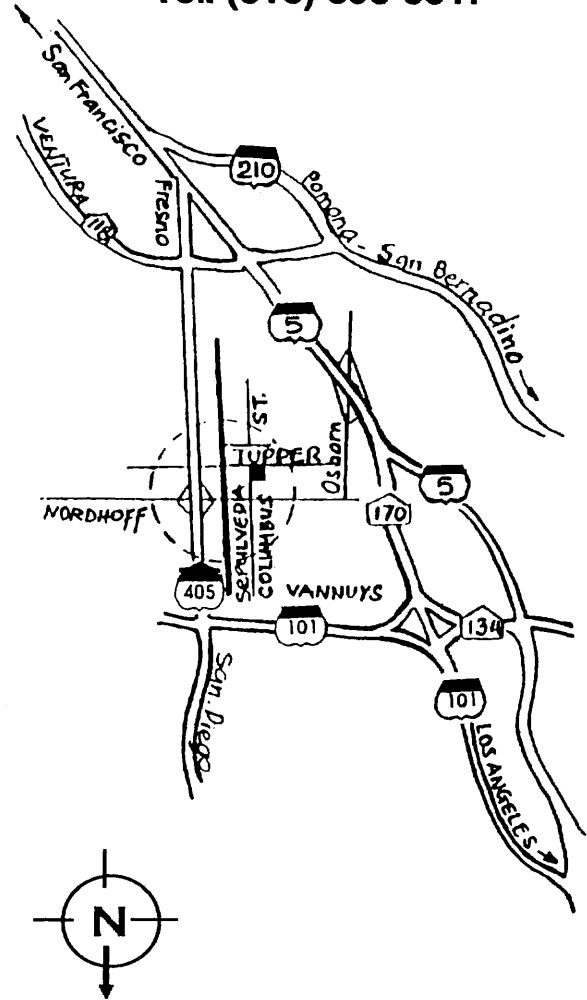 San Francisco
VENTURA
118
Fresno
210
Pomona - San Bernadino
5
ST.
TUPPER
Osborn
NORDHOFF
SEPULVEDA
COLUMBUS
5
170
405
VANNUYS
101
134
San. Diego
101
LOS ANGELES
N